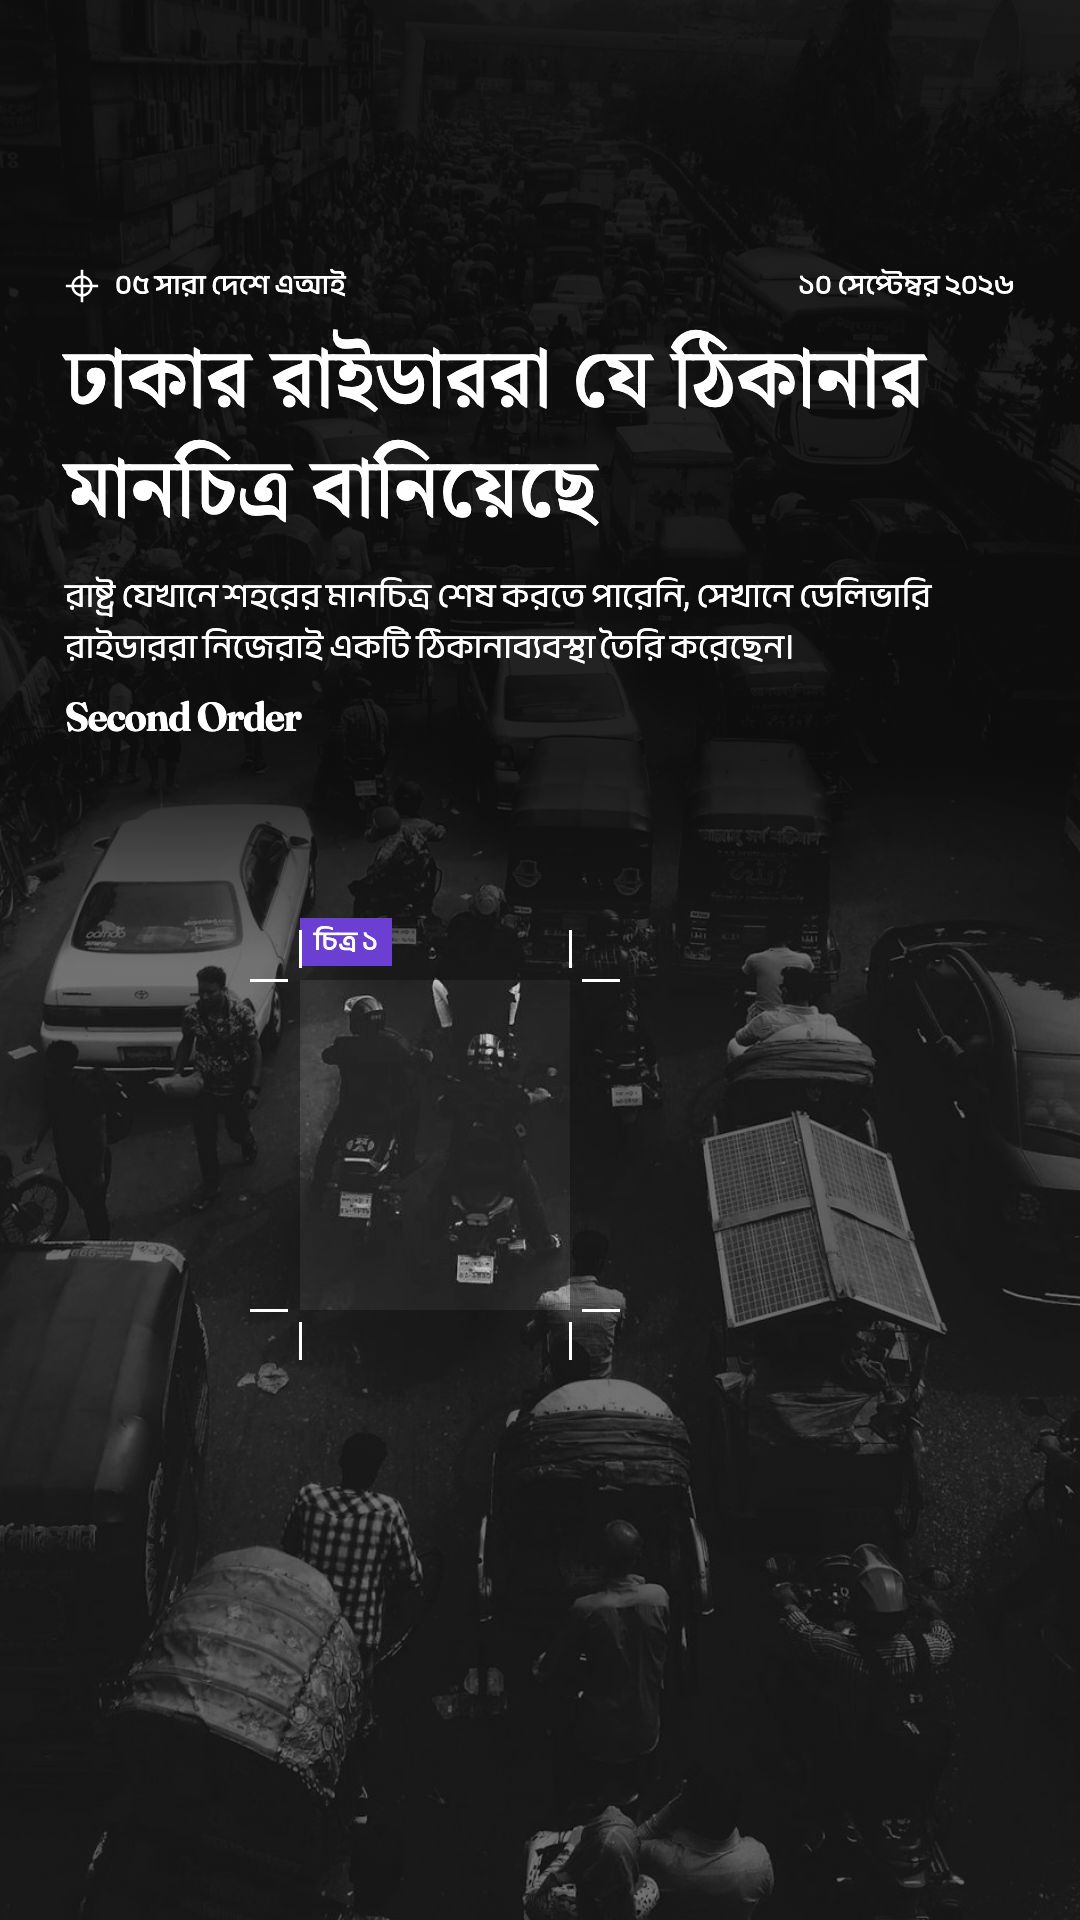 ০৫ সারা দেশে এআই
১০ সেপ্টেম্বর ২০২৬
ঢাকার রাইডাররা যে ঠিকানার
মানচিত্র বানিয়েছে
রাষ্ট্র যেখানে শহরের মানচিত্র শেষ করতে পারেনি, সেখানে ডেলিভারি
রাইডাররা নিজেরাই একটি ঠিকানাব্যবস্থা তৈরি করেছেন।
Second Order
চিত্র ১